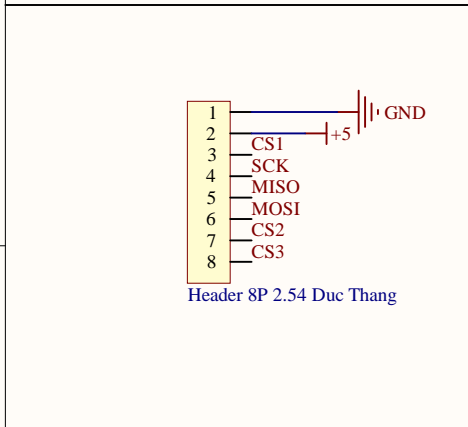 1 GND
2 +5
3 CS1
4 SCK
5 MISO
6 MOSI
7 CS2
8 CS3
Header 8P 2.54 Duc Thang